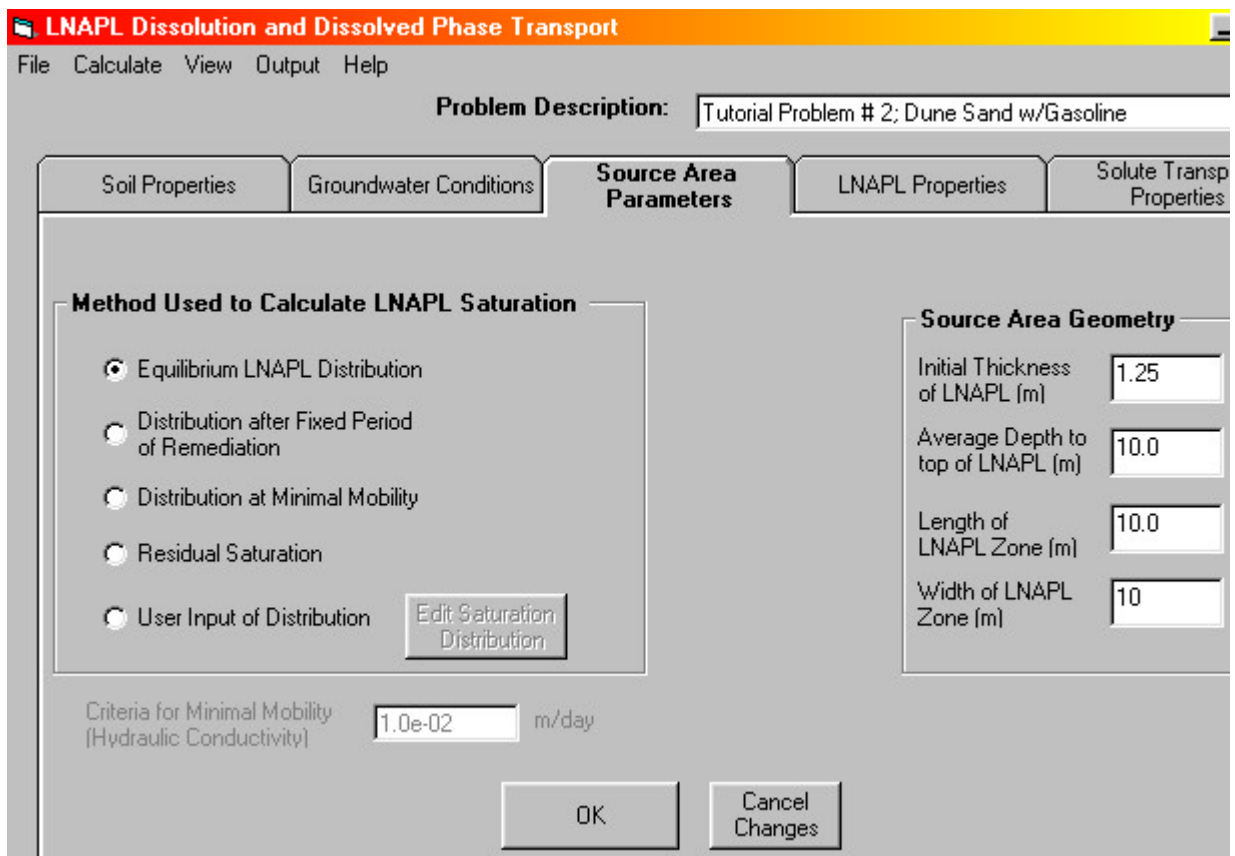 LNAPL Dissolution and Dissolved Phase Transport
File Calculate View Output Help
Problem Description: Tutorial Problem # 2; Dune Sand w/Gasoline
Soil Properties
Groundwater Conditions
Source Area
Parameters
LNAPL Properties
Solute Transp
Properties
Method Used to Calculate LNAPL Saturation
Equilibrium LNAPL Distribution
Distribution after Fixed Period
of Remediation
Distribution at Minimal Mobility
Residual Saturation
User Input of Distribution
Edit Saturation
Distribution
Criteria for Minimal Mobility
(Hydraulic Conductivity)
1.0e-02
m/day
Source Area Geometry
Initial Thickness
of LNAPL (m)
1.25
Average Depth to
top of LNAPL (m)
10.0
Length of
LNAPL Zone (m)
10.0
Width of LNAPL
Zone (m)
10
OK
Cancel
Changes